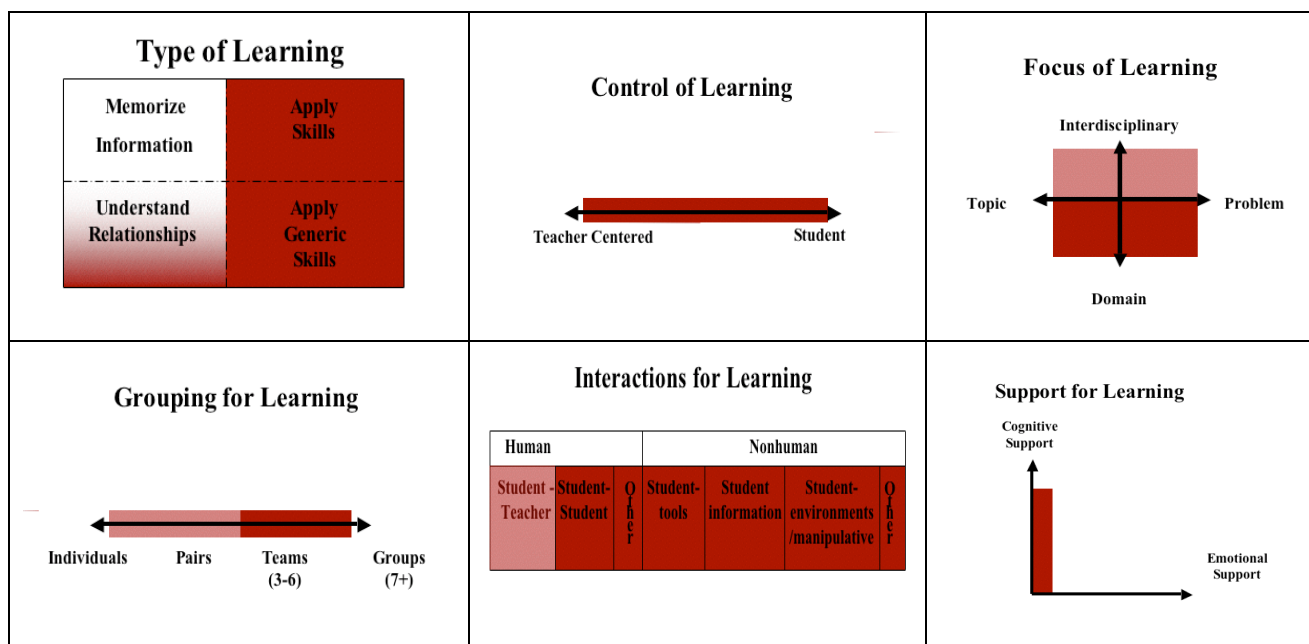 Type of Learning
Memorize
Information
Apply
Skills
Understand
Relationships
Apply
Generic
Skills
Control of Learning
Teacher Centered
Student
Focus of Learning
Interdisciplinary
Topic
Problem
Domain
Grouping for Learning
Individuals
Pairs
Teams
(3-6)
Groups
(7+)
Interactions for Learning
Human
Nonhuman
Student -
Teacher
Student-
Student
Other
Student-
tools
Student
information
Student-
environments
/manipulative
Other
Support for Learning
Cognitive
Support
Emotional
Support